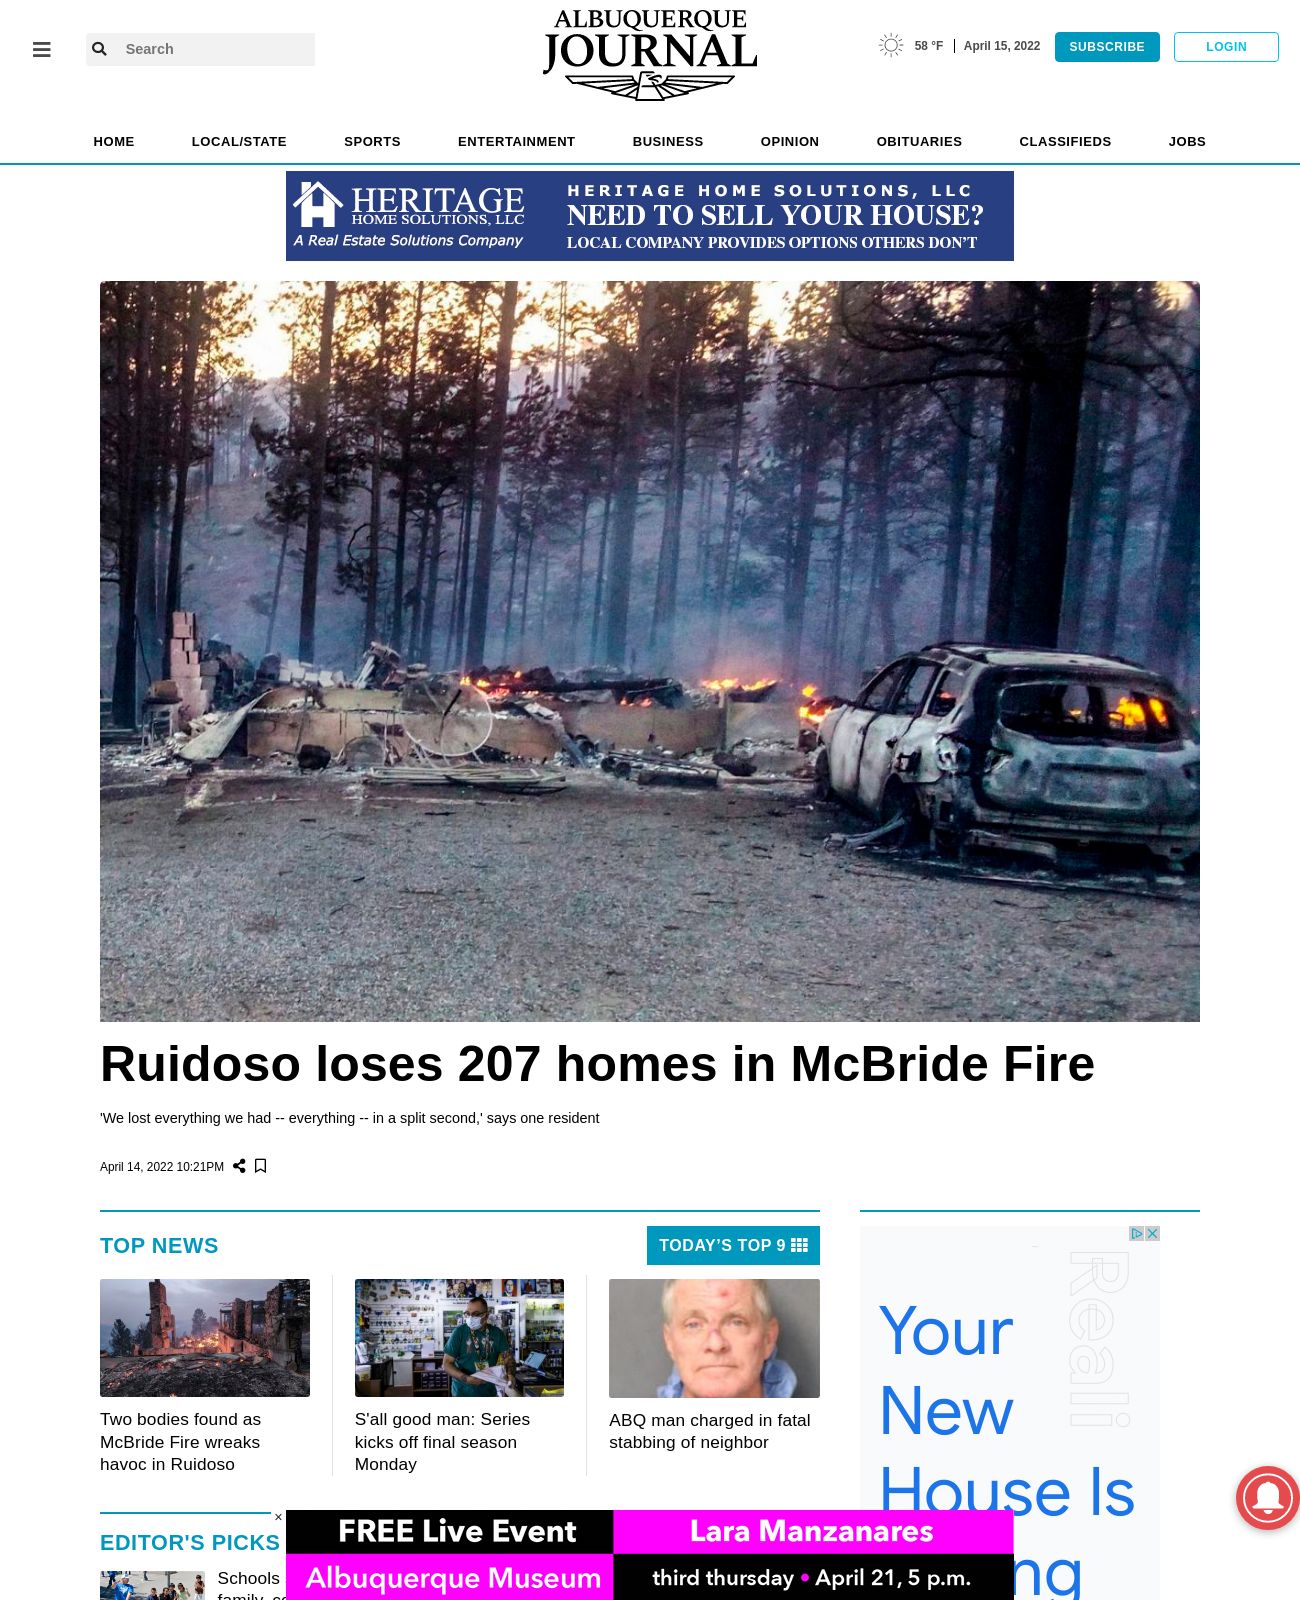 ALBUQUERQUE
JOURNAL
Search
58 °F
April 15, 2022
SUBSCRIBE
LOGIN
HOME LOCAL/STATE SPORTS ENTERTAINMENT BUSINESS OPINION OBITUARIES CLASSIFIEDS JOBS
HERITAGE
HOME SOLUTIONS, LLC
A Real Estate Solutions Company
HERITAGE HOME SOLUTIONS, LLC
NEED TO SELL YOUR HOUSE?
LOCAL COMPANY PROVIDES OPTIONS OTHERS DON'T
Ruidoso loses 207 homes in McBride Fire
'We lost everything we had -- everything -- in a split second,' says one resident
April 14, 2022 10:21PM
TOP NEWS
TODAY'S TOP 9
Two bodies found as
McBride Fire wreaks
havoc in Ruidoso
S'all good man: Series
kicks off final season
Monday
ABQ man charged in fatal
stabbing of neighbor
Reali
Your
New
House Is
ng
EDITOR'S PICKS
Schools
family, co
×
FREE Live Event
Albuquerque Museum
Lara Manzanares
third thursday • April 21, 5 p.m.